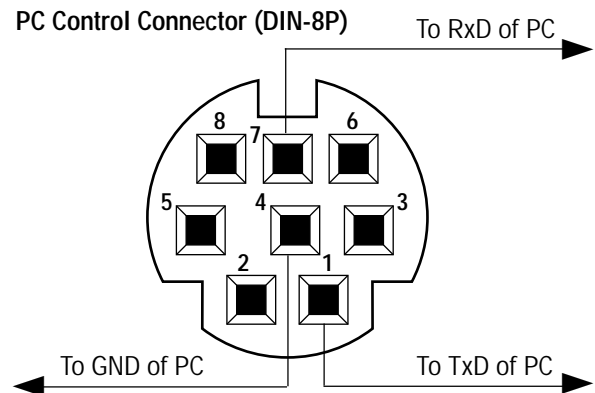 PC Control Connector (DIN-8P)
To RxD of PC
8 7 6
5 4 3
2 1
To GND of PC
To TxD of PC